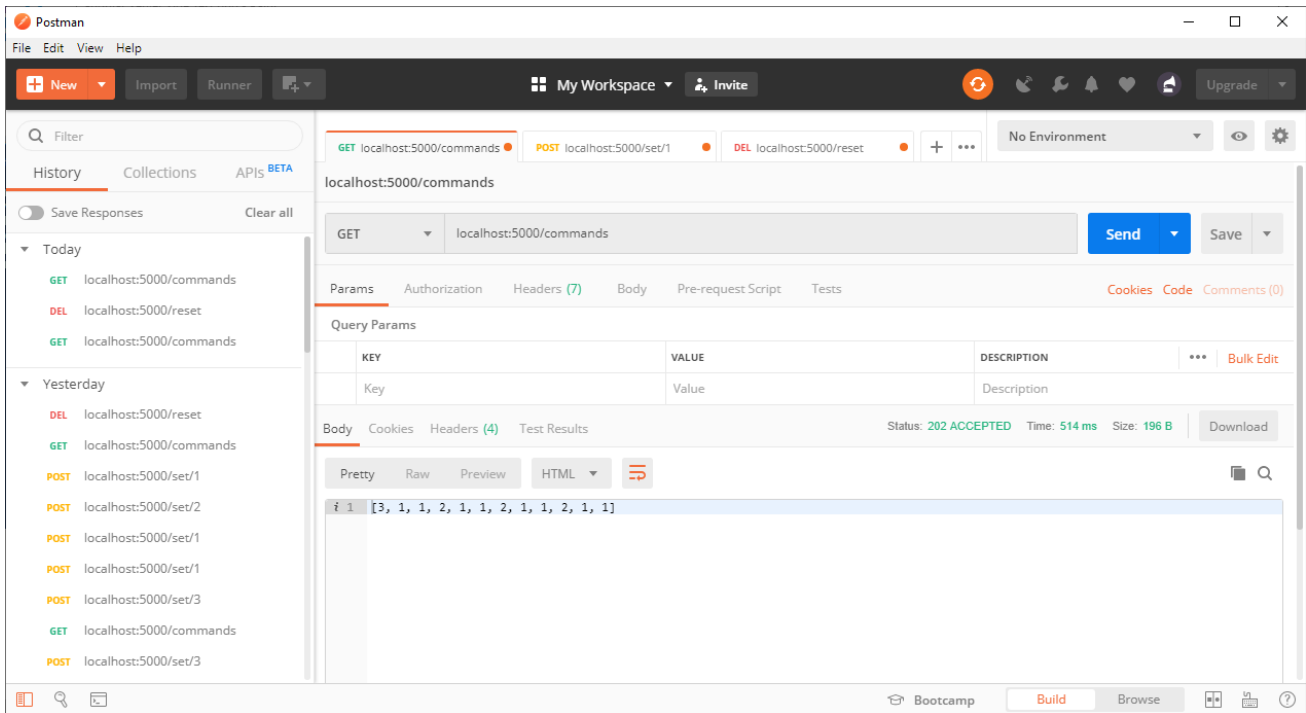 Postman
File Edit View Help
New Import Runner My Workspace Invite Upgrade
Filter
History Collections APIs BETA
Save Responses Clear all
Today
GET localhost:5000/commands
DEL localhost:5000/reset
GET localhost:5000/commands
Yesterday
DEL localhost:5000/reset
GET localhost:5000/commands
POST localhost:5000/set/1
POST localhost:5000/set/2
POST localhost:5000/set/1
POST localhost:5000/set/1
POST localhost:5000/set/3
GET localhost:5000/commands
POST localhost:5000/set/3
GET localhost:5000/commands POST localhost:5000/set/1 DEL localhost:5000/reset No Environment
localhost:5000/commands
GET localhost:5000/commands Send Save
Params Authorization Headers (7) Body Pre-request Script Tests Cookies Code Comments (0)
Query Params
KEY VALUE DESCRIPTION Bulk Edit
Key Value Description
Body Cookies Headers (4) Test Results Status: 202 ACCEPTED Time: 514 ms Size: 196 B Download
Pretty Raw Preview HTML
i 1 [3, 1, 1, 2, 1, 1, 2, 1, 1, 2, 1, 1]
Bootcamp Build Browse